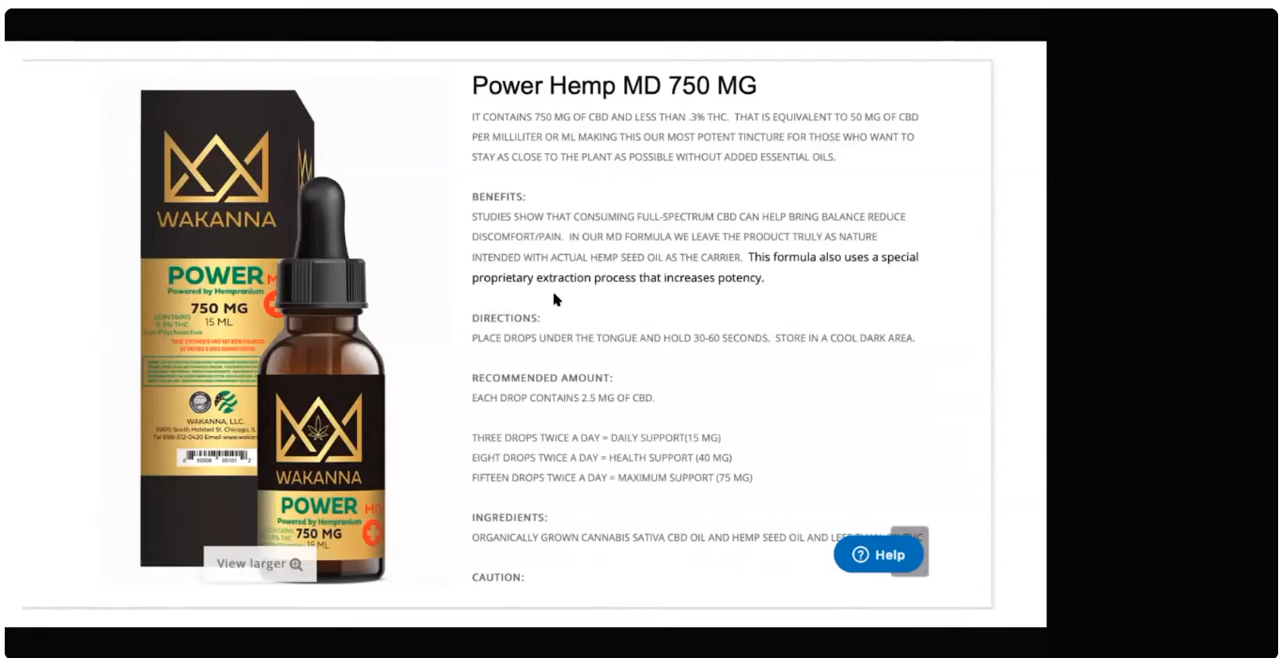 Power Hemp MD 750 MG
IT CONTAINS 750 MG OF CBD AND LESS THAN .3% THC. THAT IS EQUIVALENT TO 50 MG OF CBD
PER MILLILITER OR ML MAKING THIS OUR MOST POTENT TINCTURE FOR THOSE WHO WANT TO
STAY AS CLOSE TO THE PLANT AS POSSIBLE WITHOUT ADDED ESSENTIAL OILS.
BENEFITS:
STUDIES SHOW THAT CONSUMING FULL-SPECTRUM CBD CAN HELP BRING BALANCE REDUCE
DISCOMFORT/PAIN. IN OUR MD FORMULA WE LEAVE THE PRODUCT TRULY AS NATURE
INTENDED WITH ACTUAL HEMP SEED OIL AS THE CARRIER. This formula also uses a special
proprietary extraction process that increases potency.
DIRECTIONS:
PLACE DROPS UNDER THE TONGUE AND HOLD 30-60 SECONDS. STORE IN A COOL DARK AREA.
RECOMMENDED AMOUNT:
EACH DROP CONTAINS 2.5 MG OF CBD.
THREE DROPS TWICE A DAY = DAILY SUPPORT(15 MG)
EIGHT DROPS TWICE A DAY = HEALTH SUPPORT (40 MG)
FIFTEEN DROPS TWICE A DAY = MAXIMUM SUPPORT (75 MG)
INGREDIENTS:
ORGANICALLY GROWN CANNABIS SATIVA CBD OIL AND HEMP SEED OIL AND
CAUTION:
Help
WAKANNA
POWER
Powered by Hempranium
750 MG
15 ML
CONTAINS
0.3% THC
WAKANNA, LLC.
WAKANNA
POWER MD
Powered by Hempranium
750 MG
15 ML
View larger